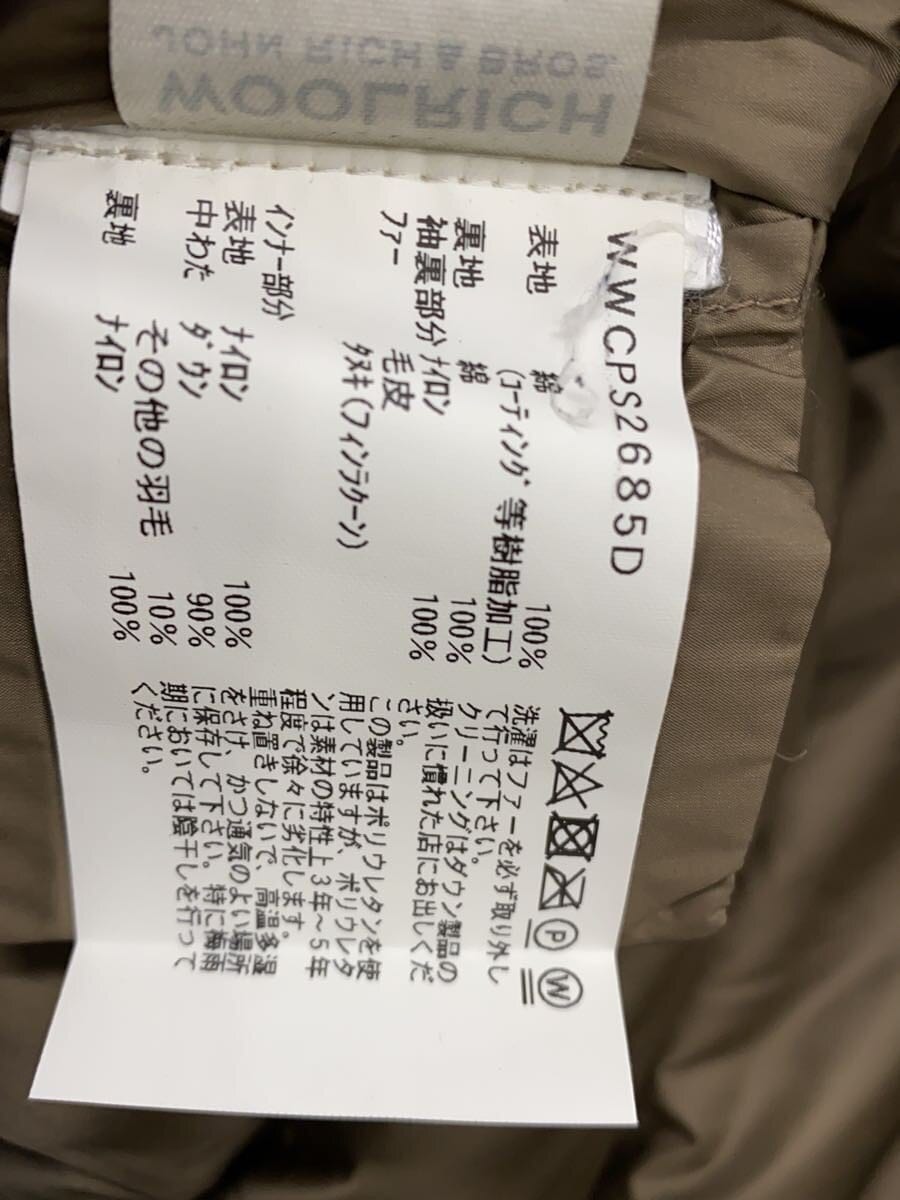 WOOLRICH
JOHN RICH & BROS
WWCPS2685D
表地 綿 100%
(コーティング等樹脂加工)
裏地 綿 100%
袖裏部分 ナイロン 100%
ファー 毛皮
タヌキ(フィンラクーン)
インナー部分
表地 ナイロン 100%
中わた ダウン 90%
その他の羽毛 10%
裏地 ナイロン 100%
P
W
洗濯はファーを必ず取り外し
て行って下さい。
クリーニングはダウン製品の
扱いに慣れた店にお出しくだ
さい。
この製品はポリウレタンを使
用していますが、ポリウレタ
ンは素材の特性上3年～5年
程度で徐々に劣化します。
重ね置きしないで、高温多湿
をさけ、かつ通気のよい場所
に保存して下さい。特に梅雨
期においては陰干しを行って
ください。